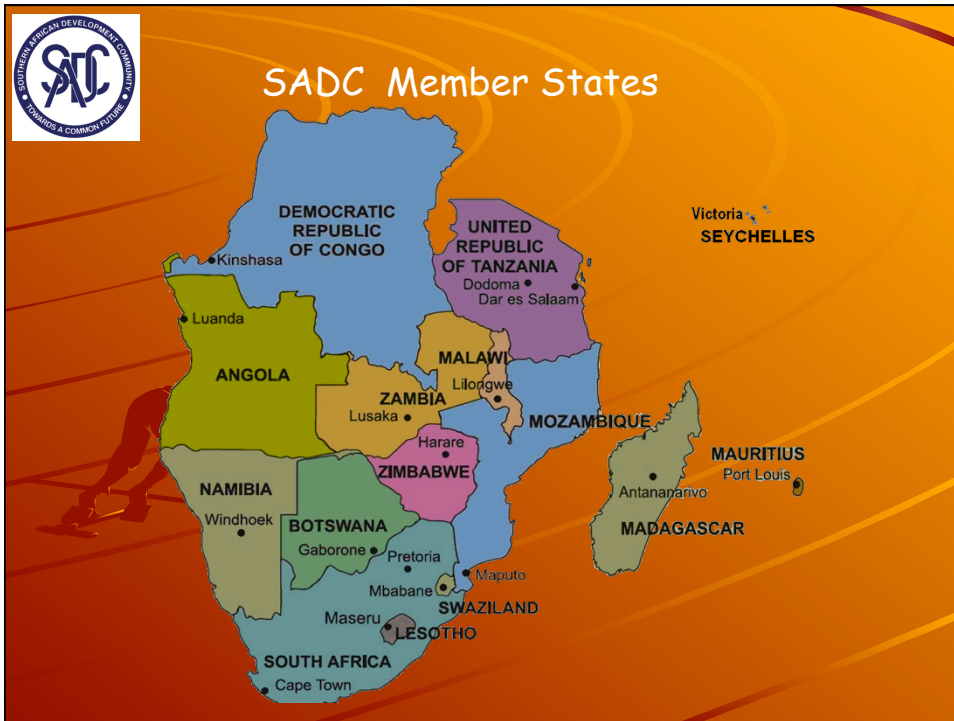 SOUTHERN AFRICAN DEVELOPMENT COMMUNITY
SADC
TOWARDS A COMMON FUTURE
SADC Member States
DEMOCRATIC
REPUBLIC
OF CONGO
Kinshasa
UNITED
REPUBLIC
OF TANZANIA
Dodoma
Dar es Salaam
Victoria
SEYCHELLES
Luanda
ANGOLA
MALAWI
Lilongwe
ZAMBIA
Lusaka
MOZAMBIQUE
Harare
ZIMBABWE
MAURITIUS
Port Louis
Antananarivo
MADAGASCAR
NAMIBIA
Windhoek
BOTSWANA
Gaborone
Pretoria
Mbabane
Maputo
SWAZILAND
Maseru
LESOTHO
SOUTH AFRICA
Cape Town